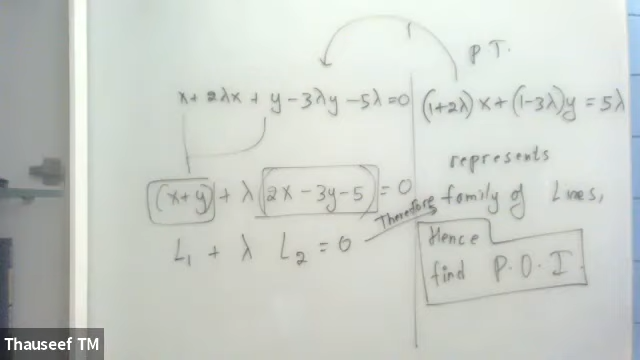 P T.
x + 2λx + y - 3λy - 5λ = 0
(1+2λ)x + (1-3λ)y = 5λ
represents
family of Lines,
(x+y) + λ (2x - 3y - 5) = 0
L₁ + λ L₂ = 0
Therefore
Hence
find P.O.I
Thauseef TM